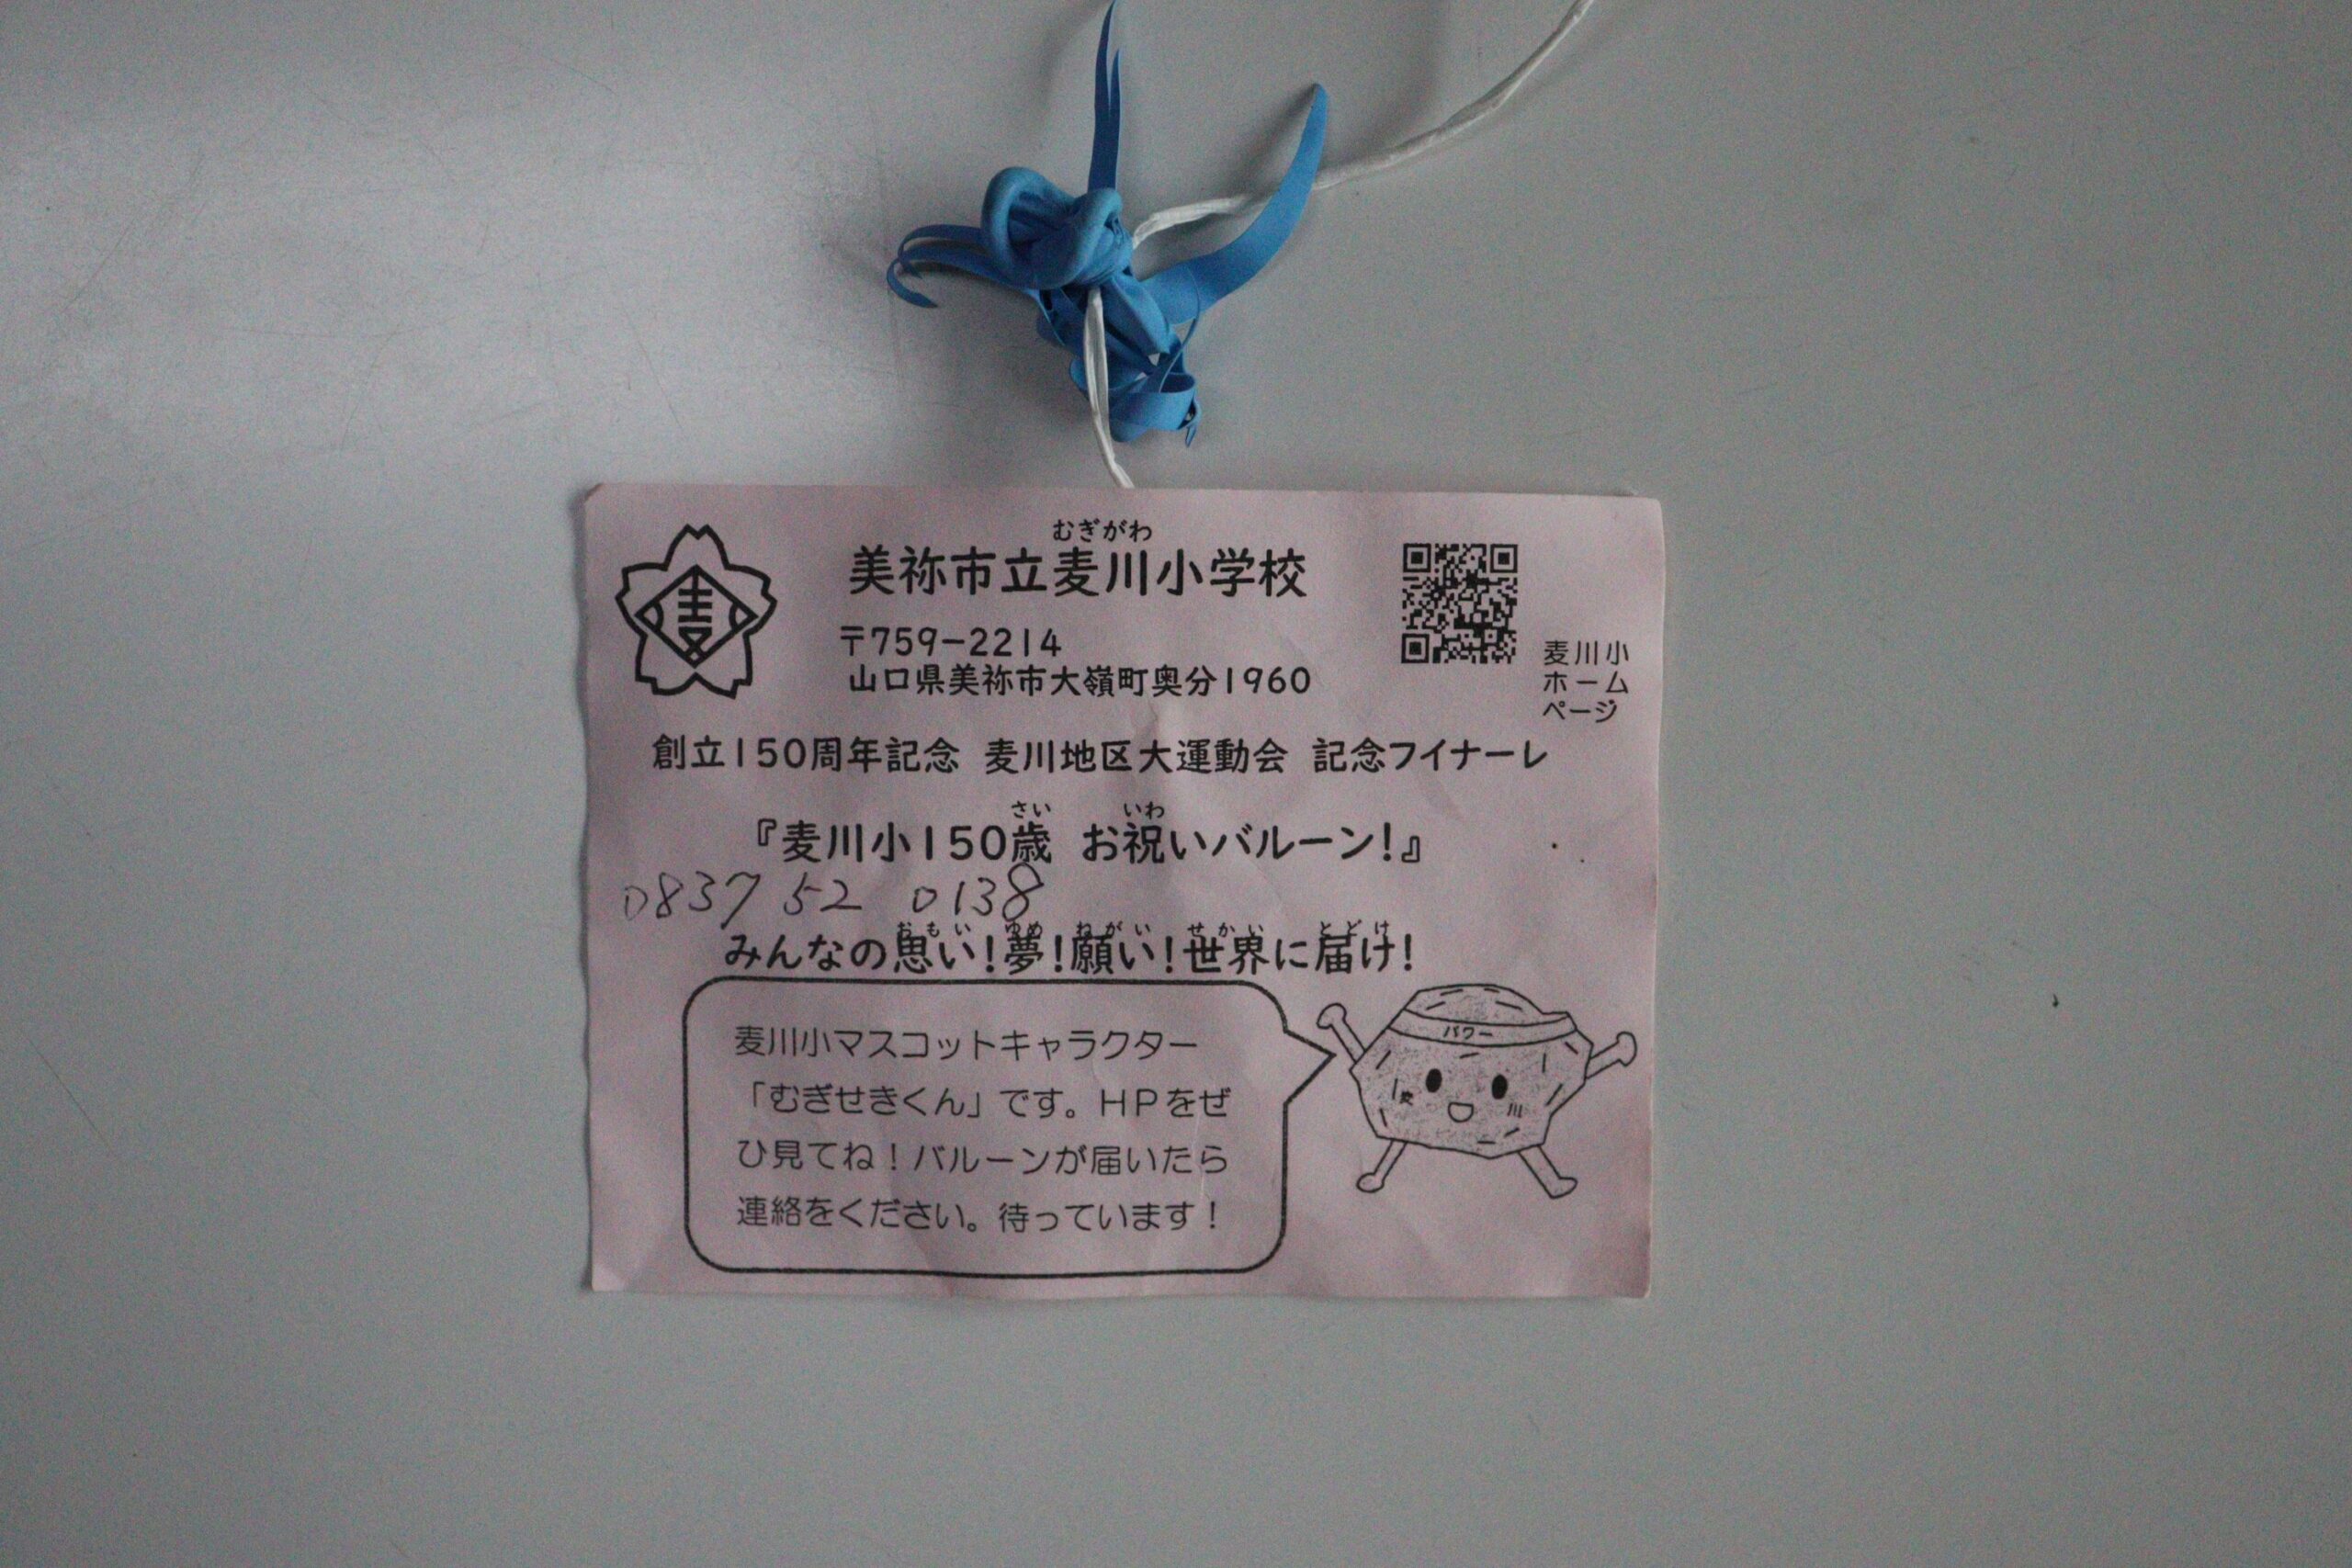 むぎがわ
美祢市立麦川小学校
〒759-2214
山口県美祢市大嶺町奥分1960
麦
麦川小
ホーム
ページ
創立150周年記念 麦川地区大運動会 記念フイナーレ
さい いわ
『麦川小150歳 お祝いバルーン!』
0837 52 0138
おもい ゆめ ねがい せかい とどけ
みんなの思い!夢!願い!世界に届け!
麦川小マスコットキャラクター
「むぎせきくん」です。HPをぜ
ひ見てね!バルーンが届いたら
連絡をください。待っています!
パワー
麦 川